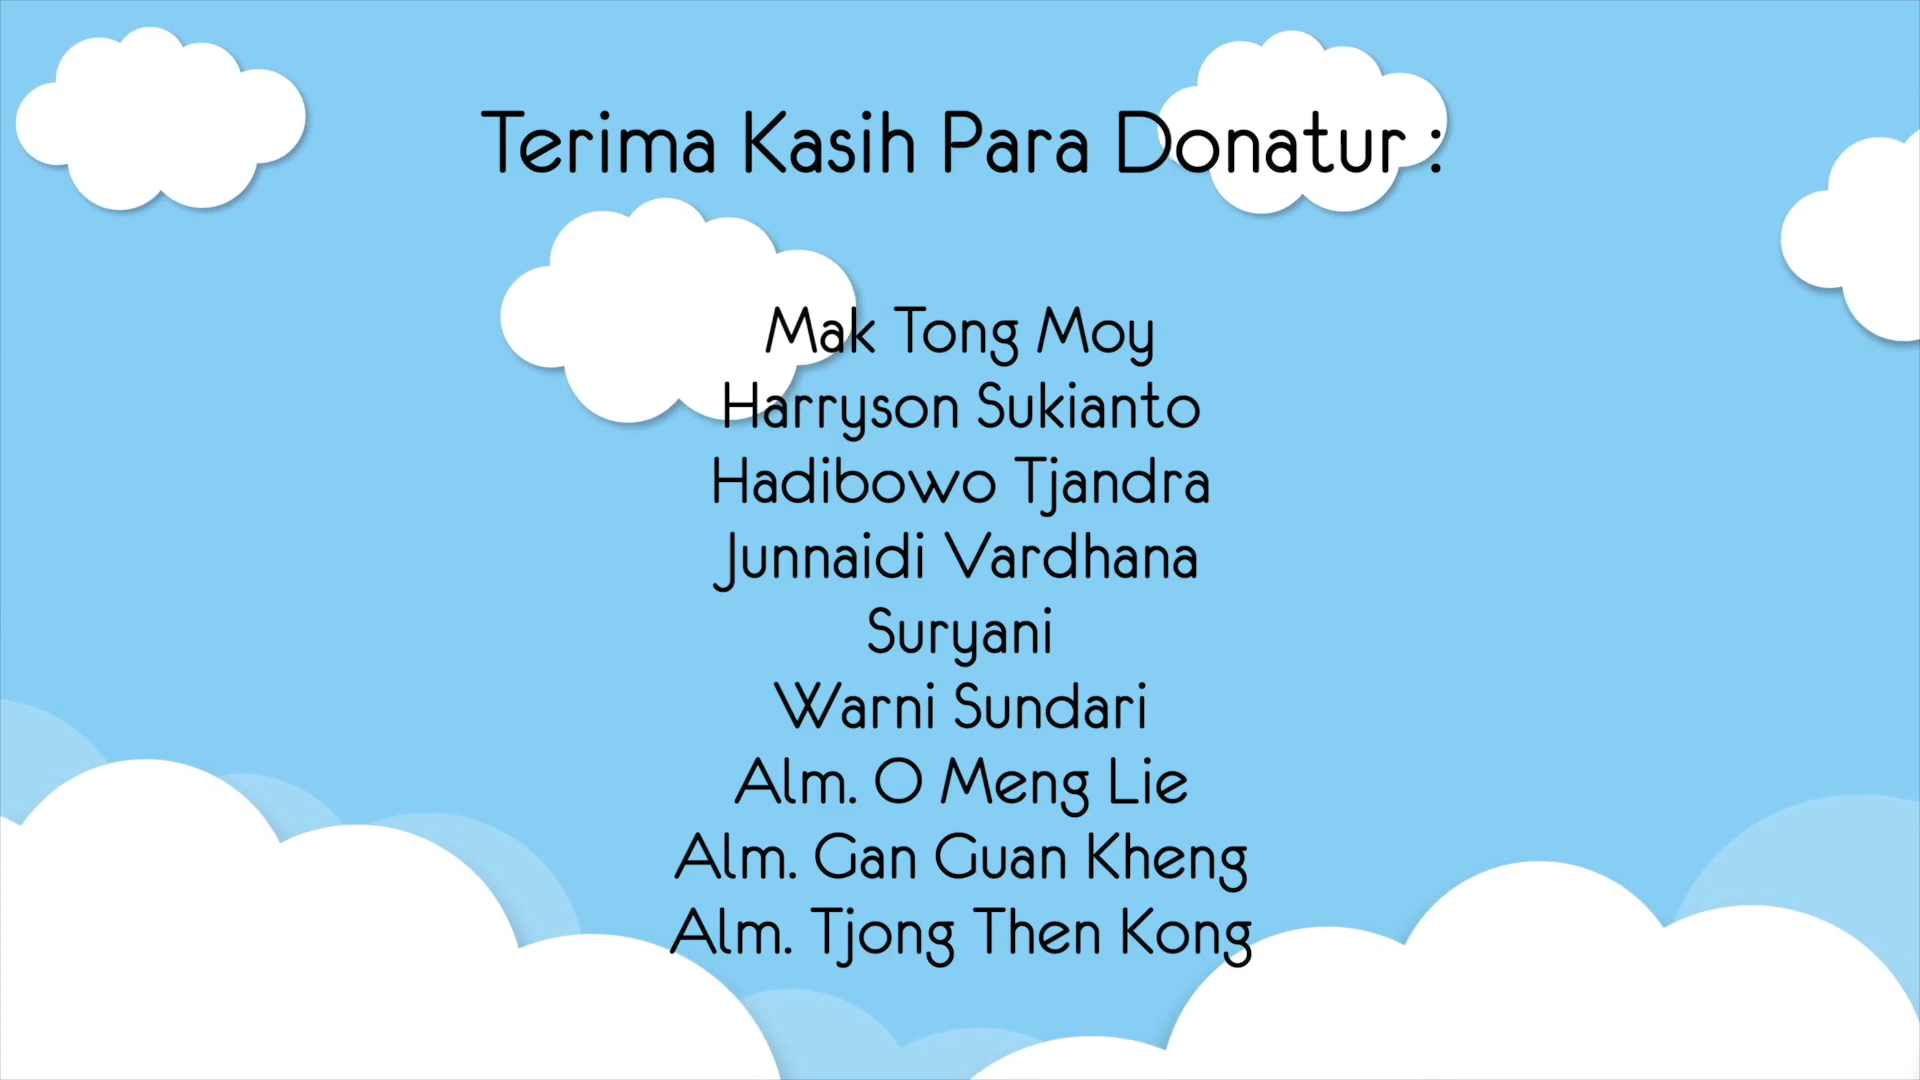 Terima Kasih Para Donatur :
Mak Tong Moy
Harryson Sukianto
Hadibowo Tjandra
Junnaidi Vardhana
Suryani
Warni Sundari
Alm. O Meng Lie
Alm. Gan Guan Kheng
Alm. Tjong Then Kong